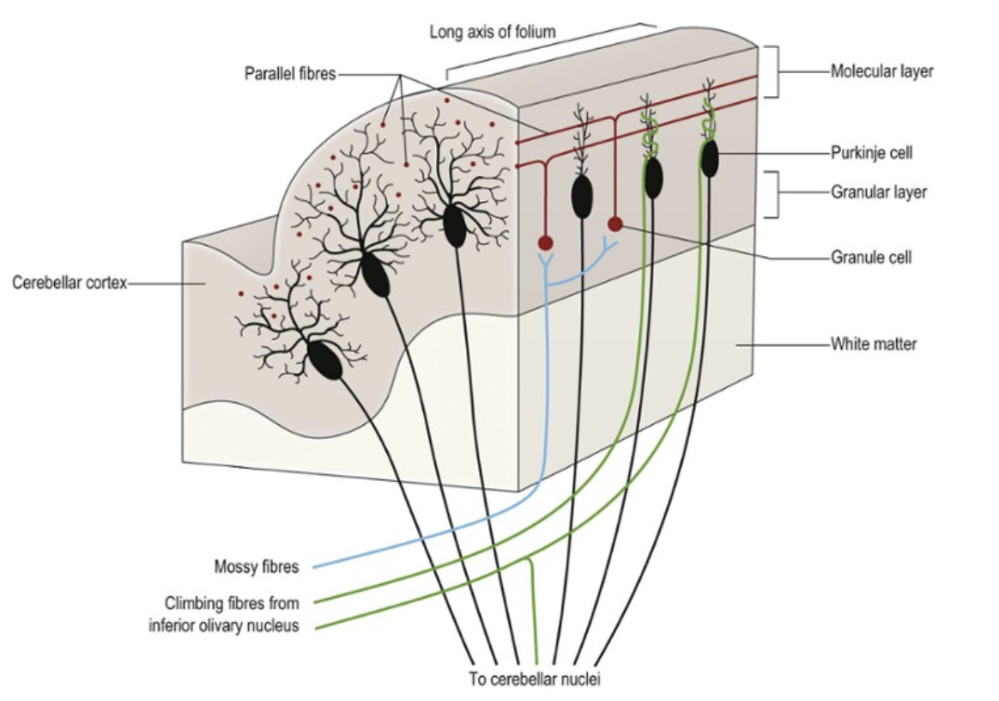 Long axis of folium
Parallel fibres
Molecular layer
Purkinje cell
Granular layer
Granule cell
Cerebellar cortex
White matter
Mossy fibres
Climbing fibres from
inferior olivary nucleus
To cerebellar nuclei